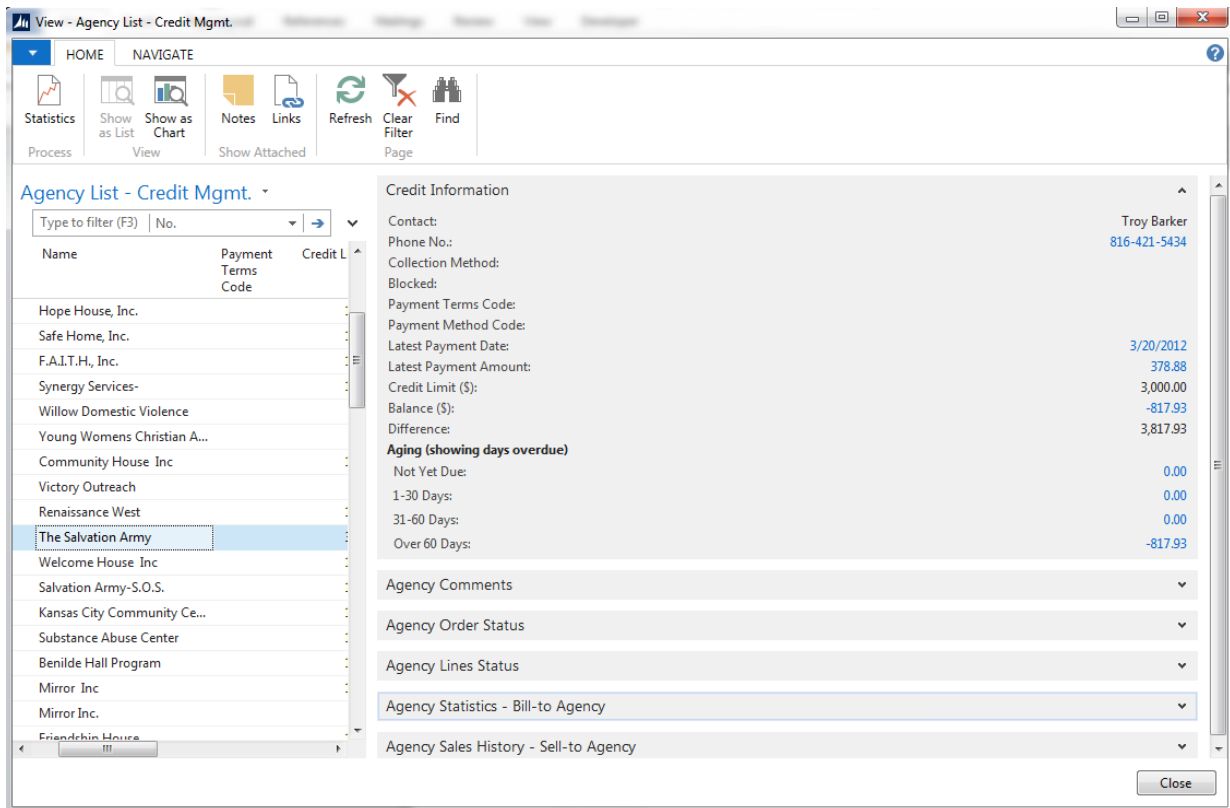 View - Agency List - Credit Mgmt.
References Mailings Review View Developer
HOME NAVIGATE
Statistics
Show as List
Show as Chart
Notes
Links
Refresh
Clear Filter
Find
Process View Show Attached Page
Agency List - Credit Mgmt.
Type to filter (F3) No.
Name
Payment Terms Code
Credit L
Hope House, Inc.
Safe Home, Inc.
F.A.I.T.H., Inc.
Synergy Services-
Willow Domestic Violence
Young Womens Christian A...
Community House Inc
Victory Outreach
Renaissance West
The Salvation Army
Welcome House Inc
Salvation Army-S.O.S.
Kansas City Community Ce...
Substance Abuse Center
Benilde Hall Program
Mirror Inc
Mirror Inc.
Friendship House
Credit Information
Contact: Troy Barker
Phone No.: 816-421-5434
Collection Method:
Blocked:
Payment Terms Code:
Payment Method Code:
Latest Payment Date: 3/20/2012
Latest Payment Amount: 378.88
Credit Limit ($): 3,000.00
Balance ($): -817.93
Difference: 3,817.93
Aging (showing days overdue)
Not Yet Due: 0.00
1-30 Days: 0.00
31-60 Days: 0.00
Over 60 Days: -817.93
Agency Comments
Agency Order Status
Agency Lines Status
Agency Statistics - Bill-to Agency
Agency Sales History - Sell-to Agency
Close